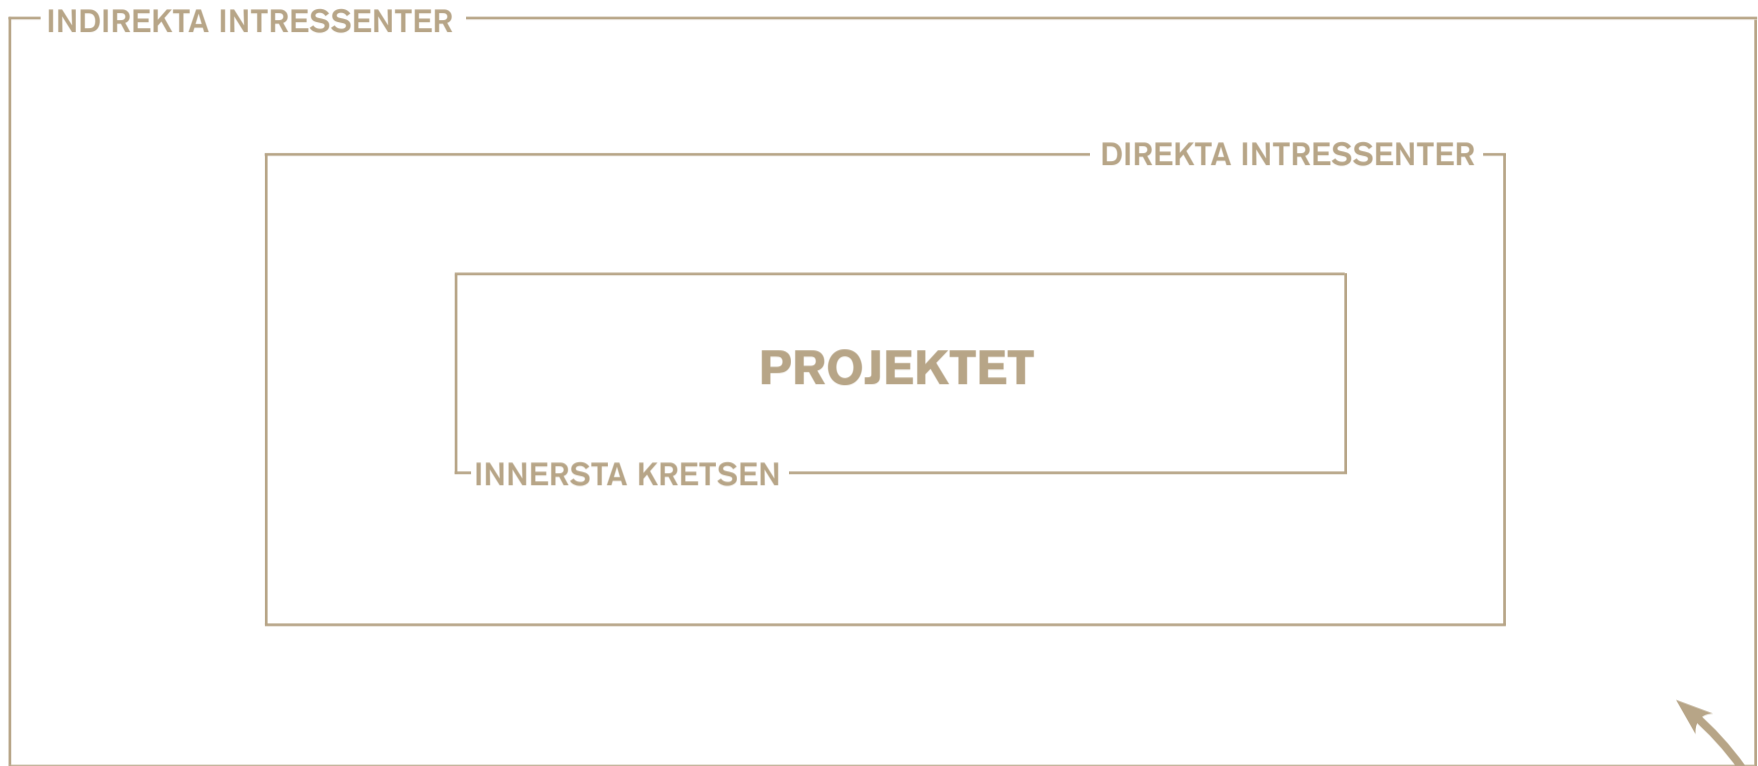 INDIREKTA INTRESSENTER
DIREKTA INTRESSENTER
PROJEKTET
INNERSTA KRETSEN